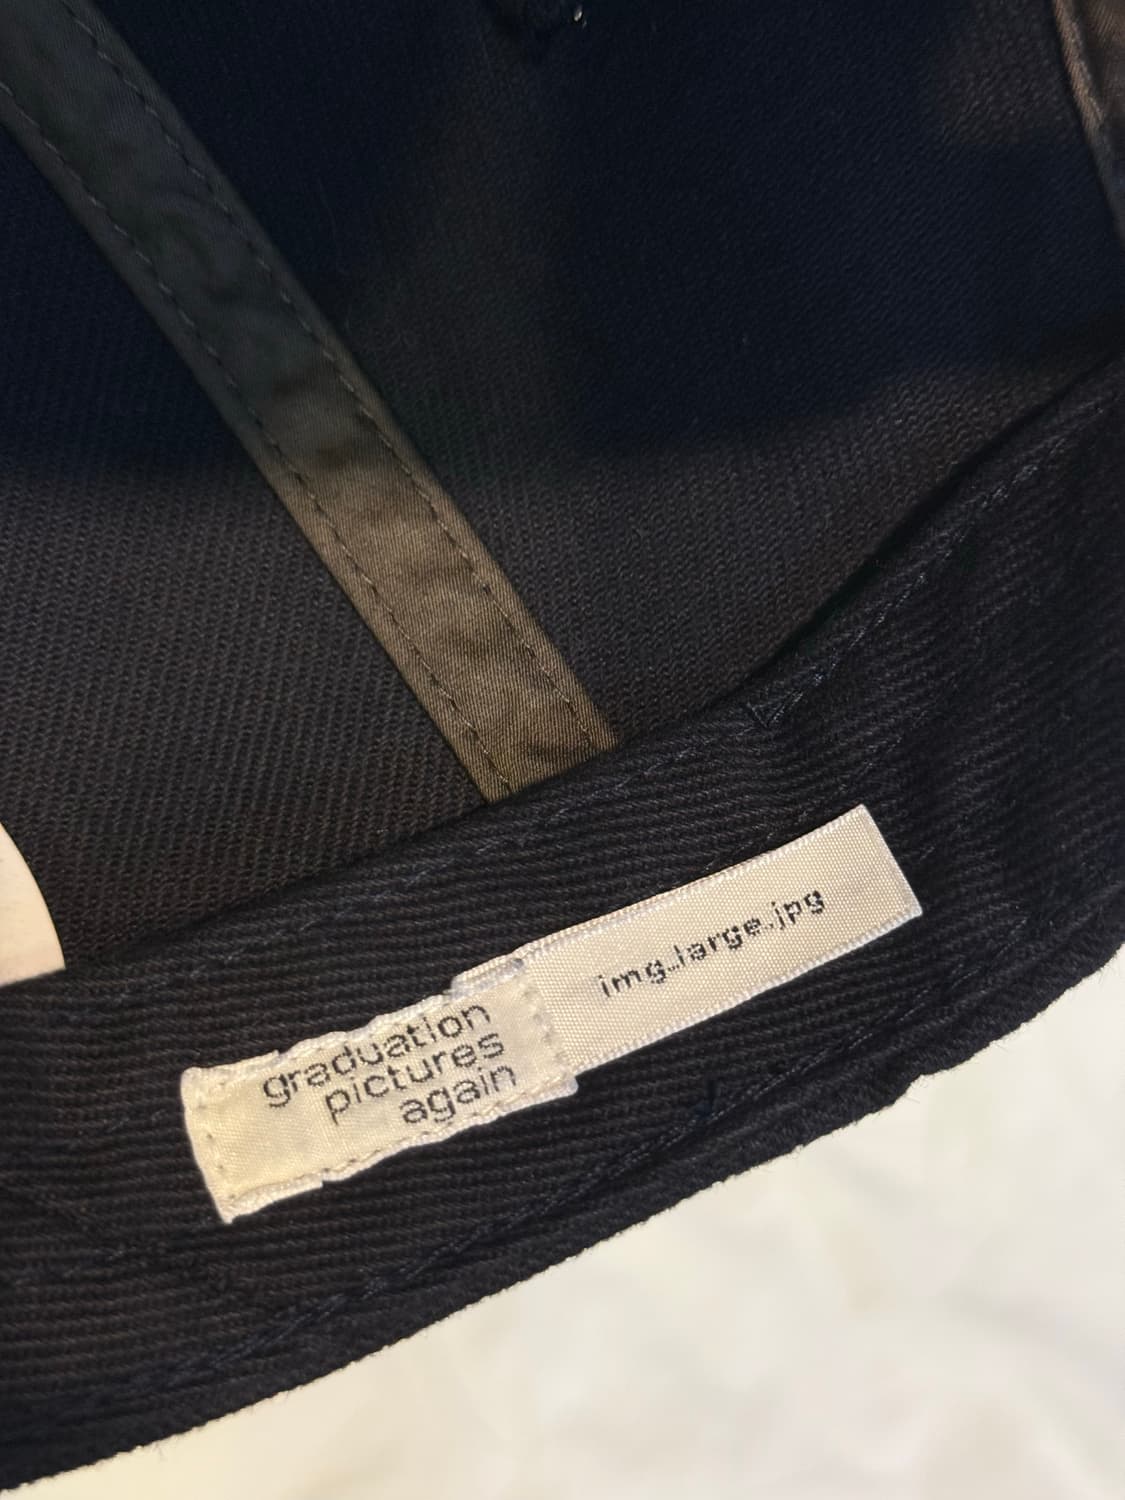 graduation
pictures
again
img_large.jpg